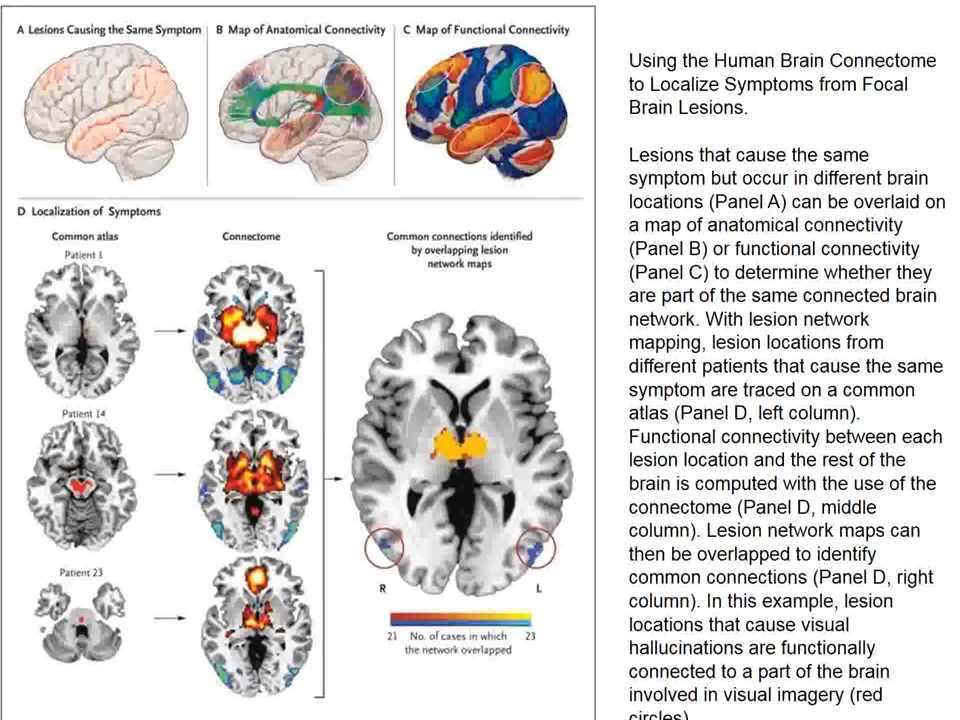 A Lesions Causing the Same Symptom
B Map of Anatomical Connectivity
C Map of Functional Connectivity
D Localization of Symptoms
Common atlas
Connectome
Common connections identified
by overlapping lesion
network maps
Patient 1
Patient 14
Patient 23
R
L
21 No. of cases in which 23
the network overlapped
Using the Human Brain Connectome
to Localize Symptoms from Focal
Brain Lesions.
Lesions that cause the same
symptom but occur in different brain
locations (Panel A) can be overlaid on
a map of anatomical connectivity
(Panel B) or functional connectivity
(Panel C) to determine whether they
are part of the same connected brain
network. With lesion network
mapping, lesion locations from
different patients that cause the same
symptom are traced on a common
atlas (Panel D, left column).
Functional connectivity between each
lesion location and the rest of the
brain is computed with the use of the
connectome (Panel D, middle
column). Lesion network maps can
then be overlapped to identify
common connections (Panel D, right
column). In this example, lesion
locations that cause visual
hallucinations are functionally
connected to a part of the brain
involved in visual imagery (red
circles)